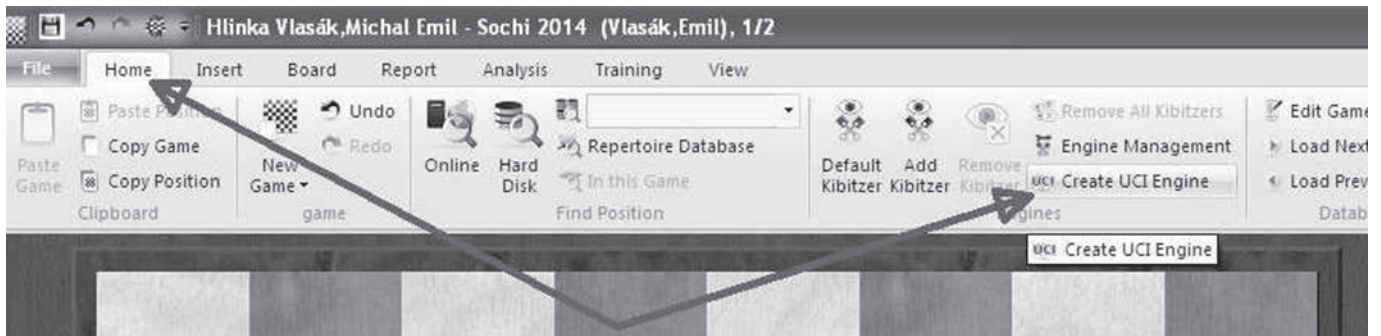 Hlinka Vlasák,Michal Emil - Sochi 2014 (Vlasák,Emil), 1/2
File Home Insert Board Report Analysis Training View
Paste Game
Paste Position
Copy Game
Copy Position
Clipboard
New Game
Undo
Redo
game
Online
Hard Disk
Repertoire Database
In this Game
Find Position
Default Kibitzer
Add Kibitzer
Remove
Remove All Kibitzers
Engine Management
UCI Create UCI Engine
Edit Game
Load Next
Load Prev
UCI Create UCI Engine